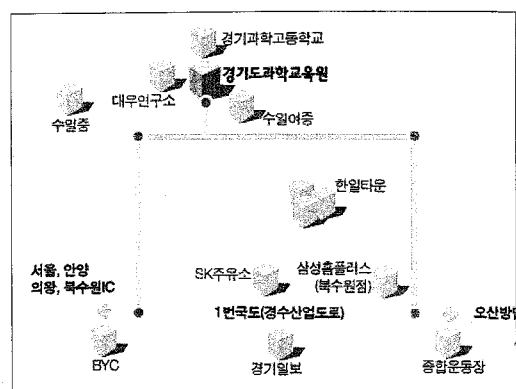 경기과학고등학교
경기도과학교육원
대우연구소
수일중
수일여중
한일타운
서울, 안양
의왕, 북수원IC
SK주유소
삼성홈플러스
(북수원점)
1번국도(경수산업도로)
오산방면
BYC
경기일보
종합운동장